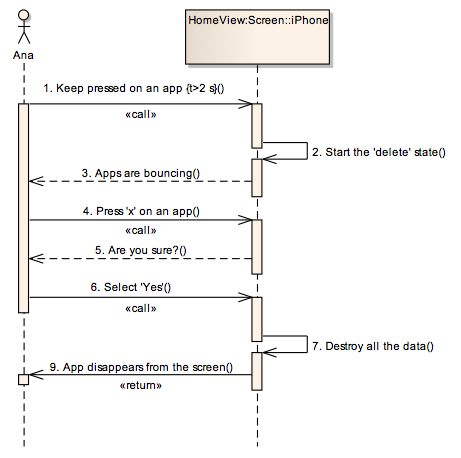 HomeView:Screen::iPhone
Ana
1. Keep pressed on an app {t>2 s}()
«call»
2. Start the 'delete' state()
3. Apps are bouncing()
4. Press 'x' on an app()
«call»
5. Are you sure?()
6. Select 'Yes'()
«call»
7. Destroy all the data()
9. App disappears from the screen()
«return»